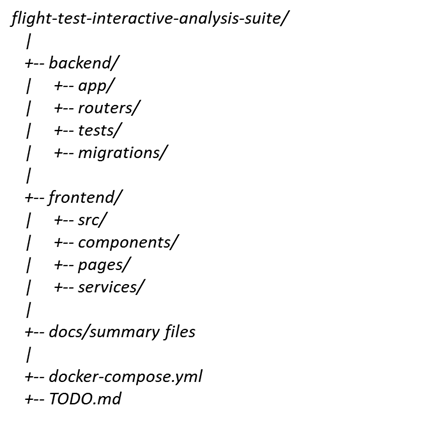 flight-test-interactive-analysis-suite/
|
+-- backend/
|    +-- app/
|    +-- routers/
|    +-- tests/
|    +-- migrations/
|
+-- frontend/
|    +-- src/
|    +-- components/
|    +-- pages/
|    +-- services/
|
+-- docs/summary files
|
+-- docker-compose.yml
+-- TODO.md